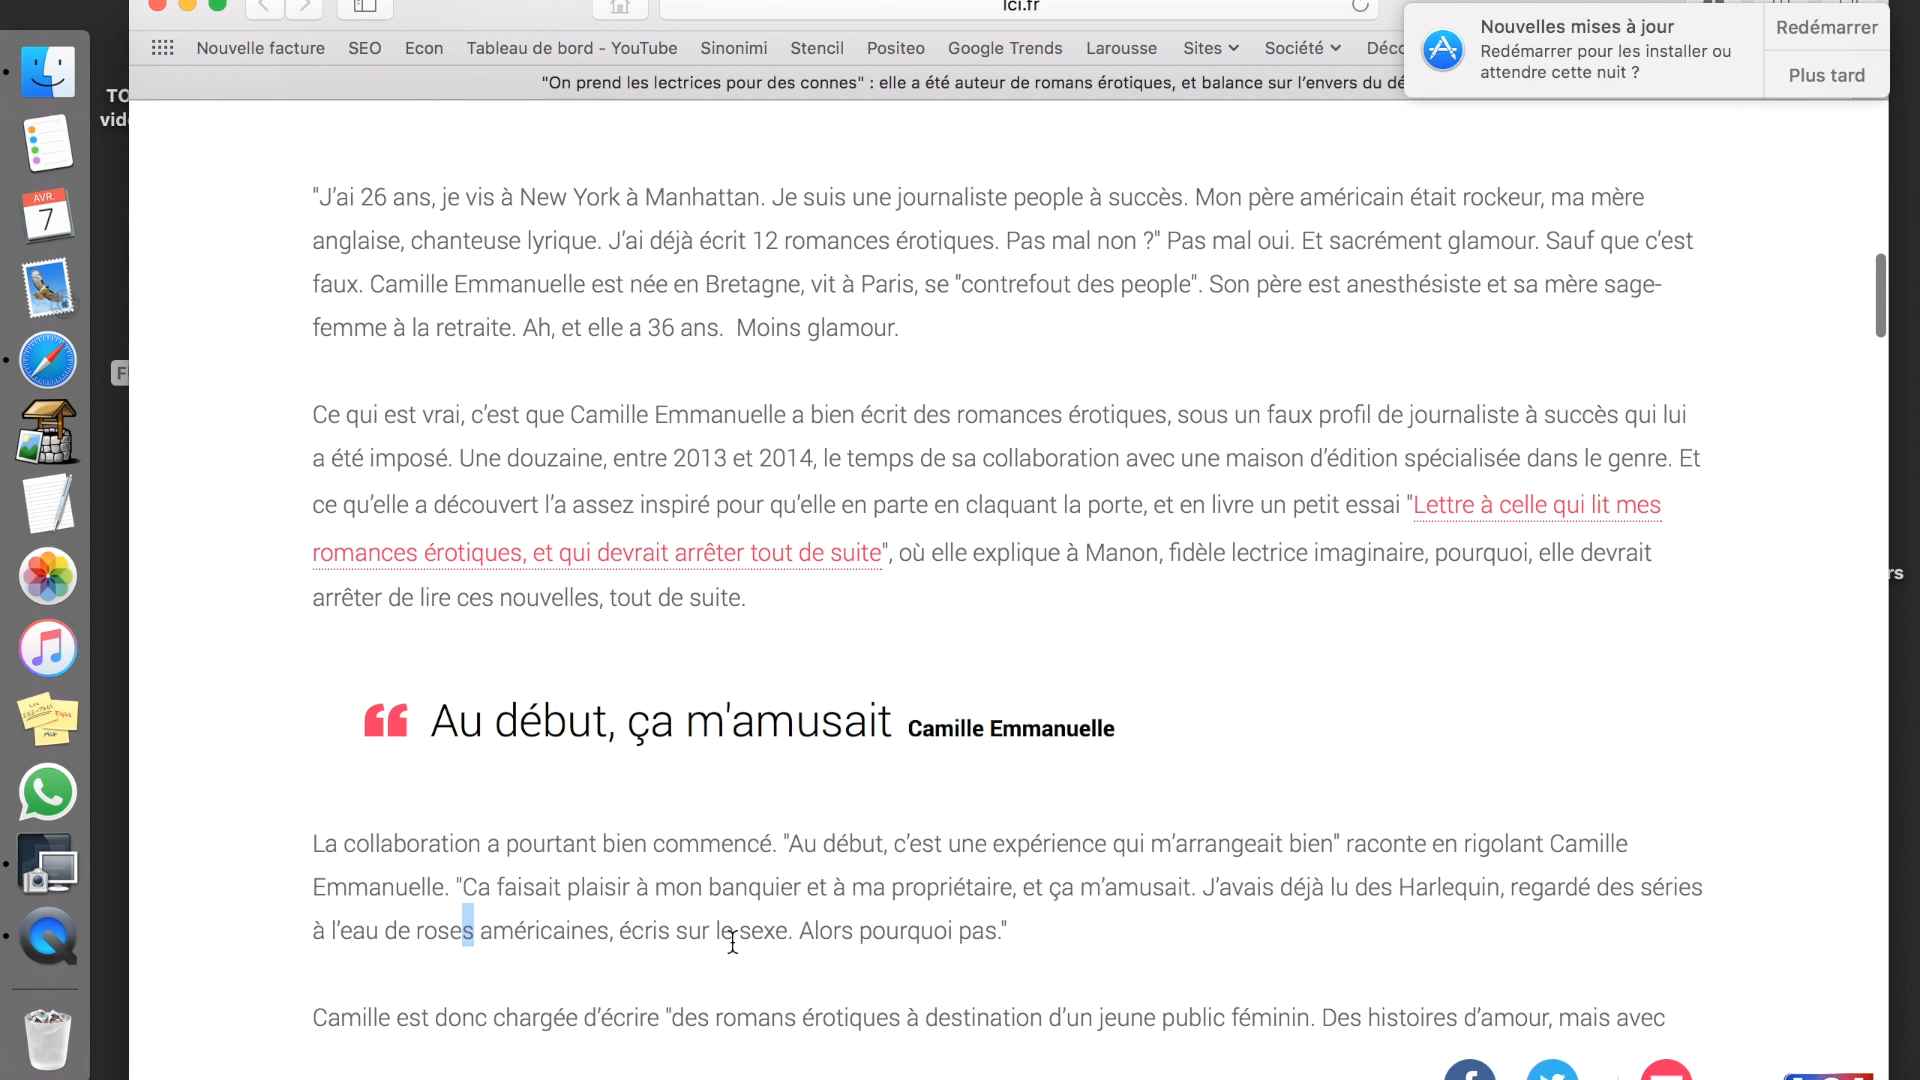 lci.fr
Nouvelle facture SEO Econ Tableau de bord - YouTube Sinonimi Stencil Positeo Google Trends Larousse Sites Société Déco
"On prend les lectrices pour des connes" : elle a été auteur de romans érotiques, et balance sur l'envers du dé
Nouvelles mises à jour
Redémarrer pour les installer ou
attendre cette nuit ?
Redémarrer
Plus tard
TO
vid
AVR.
7
F
rs
"J'ai 26 ans, je vis à New York à Manhattan. Je suis une journaliste people à succès. Mon père américain était rockeur, ma mère
anglaise, chanteuse lyrique. J'ai déjà écrit 12 romances érotiques. Pas mal non ?" Pas mal oui. Et sacrément glamour. Sauf que c'est
faux. Camille Emmanuelle est née en Bretagne, vit à Paris, se "contrefout des people". Son père est anesthésiste et sa mère sage-
femme à la retraite. Ah, et elle a 36 ans. Moins glamour.
Ce qui est vrai, c'est que Camille Emmanuelle a bien écrit des romances érotiques, sous un faux profil de journaliste à succès qui lui
a été imposé. Une douzaine, entre 2013 et 2014, le temps de sa collaboration avec une maison d'édition spécialisée dans le genre. Et
ce qu'elle a découvert l'a assez inspiré pour qu'elle en parte en claquant la porte, et en livre un petit essai "Lettre à celle qui lit mes
romances érotiques, et qui devrait arrêter tout de suite", où elle explique à Manon, fidèle lectrice imaginaire, pourquoi, elle devrait
arrêter de lire ces nouvelles, tout de suite.
Au début, ça m'amusait Camille Emmanuelle
La collaboration a pourtant bien commencé. "Au début, c'est une expérience qui m'arrangeait bien" raconte en rigolant Camille
Emmanuelle. "Ca faisait plaisir à mon banquier et à ma propriétaire, et ça m'amusait. J'avais déjà lu des Harlequin, regardé des séries
à l'eau de roses américaines, écris sur le sexe. Alors pourquoi pas."
Camille est donc chargée d'écrire "des romans érotiques à destination d'un jeune public féminin. Des histoires d'amour, mais avec